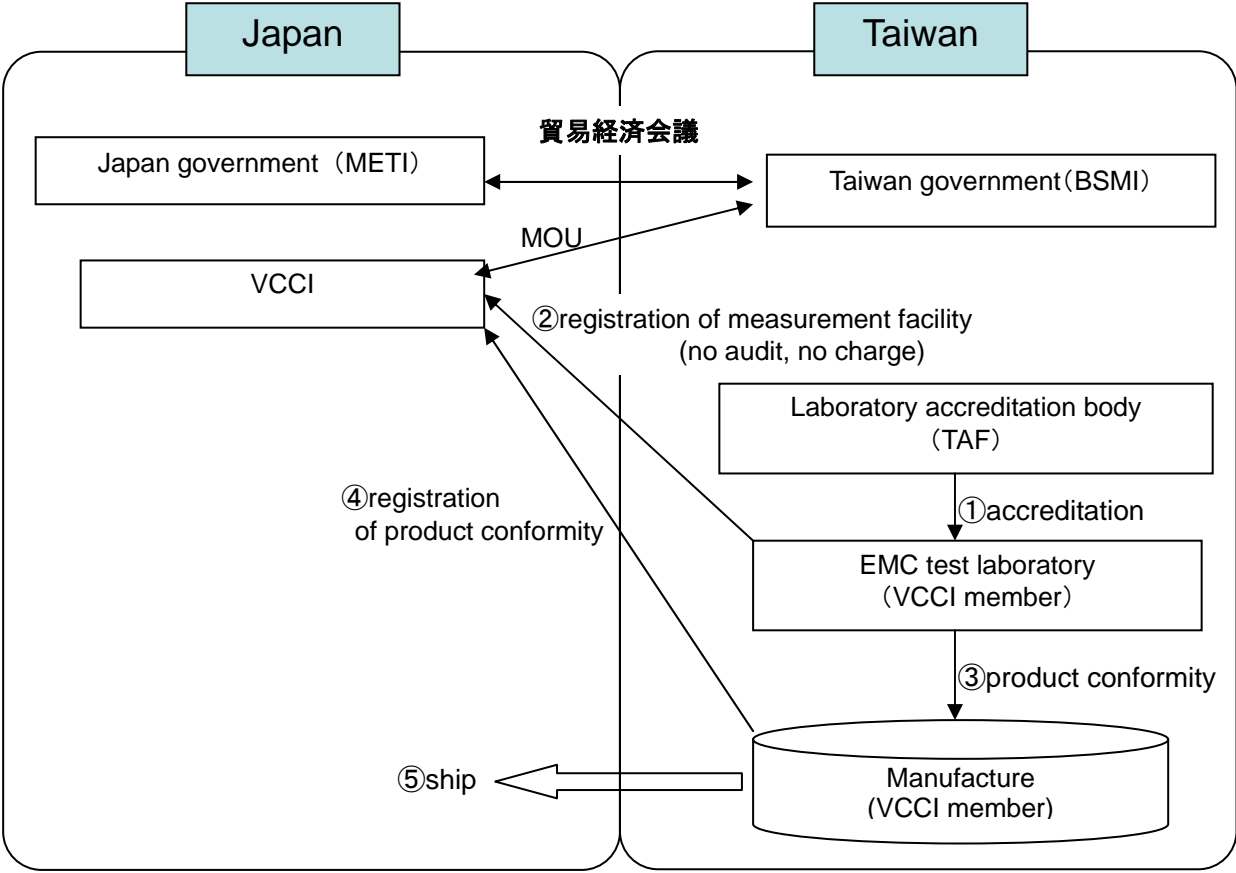 Japan
Taiwan
貿易経済会議
Japan government（METI）
Taiwan government（BSMI）
MOU
VCCI
②registration of measurement facility
(no audit, no charge)
Laboratory accreditation body
（TAF）
④registration
of product conformity
①accreditation
EMC test laboratory
（VCCI member）
③product conformity
⑤ship
Manufacture
(VCCI member)